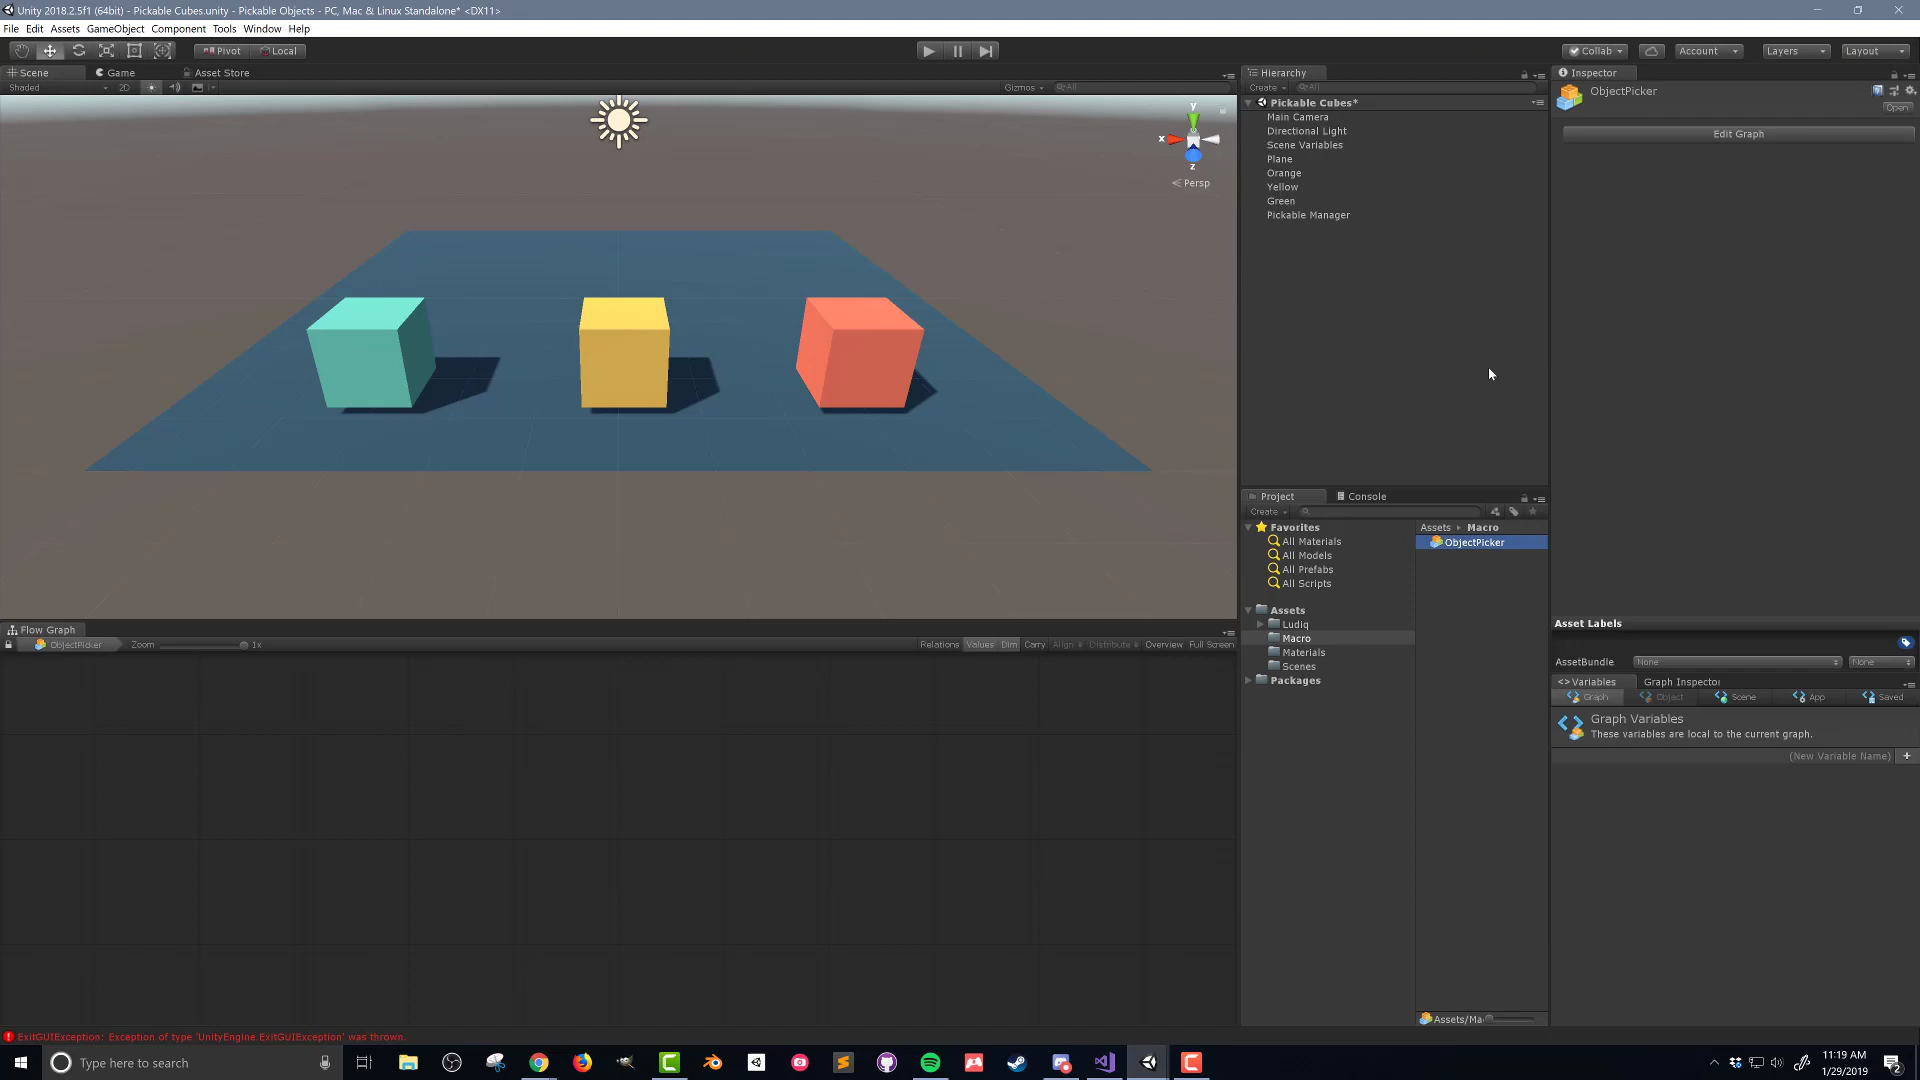 Unity 2018.2.5f1 (64bit) - Pickable Cubes.unity - Pickable Objects - PC, Mac & Linux Standalone* <DX11>
File Edit Assets GameObject Component Tools Window Help
Pivot Local
Collab Account Layers Layout
Scene Game Asset Store
Shaded 2D Gizmos All
y
x
z
Persp
Hierarchy
Create All
Pickable Cubes*
Main Camera
Directional Light
Scene Variables
Plane
Orange
Yellow
Green
Pickable Manager
Inspector
ObjectPicker
Open
Edit Graph
Project Console
Create
Favorites
All Materials
All Models
All Prefabs
All Scripts
Assets
Ludiq
Macro
Materials
Scenes
Packages
Assets Macro
ObjectPicker
Assets/Ma
Asset Labels
AssetBundle None None
<> Variables Graph Inspector
Graph Object Scene App Saved
Graph Variables
These variables are local to the current graph.
(New Variable Name) +
Flow Graph
ObjectPicker Zoom 1x Relations Values Dim Carry Align Distribute Overview Full Screen
ExitGUIException: Exception of type 'UnityEngine.ExitGUIException' was thrown.
Type here to search
11:19 AM
1/29/2019
2